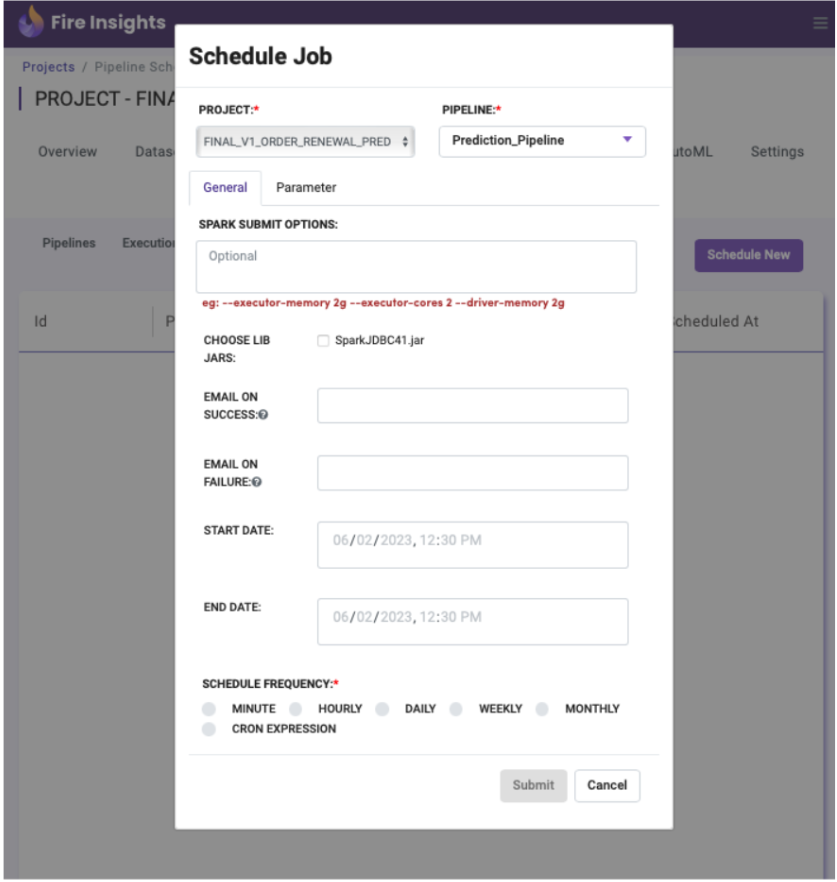 Fire Insights
Projects / Pipeline Sch
PROJECT - FINA
Overview Datas utoML Settings
Pipelines Execution Schedule New
Id P cheduled At
Schedule Job
PROJECT:* PIPELINE:*
FINAL_V1_ORDER_RENEWAL_PRED Prediction_Pipeline
General Parameter
SPARK SUBMIT OPTIONS:
Optional
eg: --executor-memory 2g --executor-cores 2 --driver-memory 2g
CHOOSE LIB
JARS:
SparkJDBC41.jar
EMAIL ON
SUCCESS:
EMAIL ON
FAILURE:
START DATE:
06/02/2023, 12:30 PM
END DATE:
06/02/2023, 12:30 PM
SCHEDULE FREQUENCY:*
MINUTE HOURLY DAILY WEEKLY MONTHLY
CRON EXPRESSION
Submit Cancel